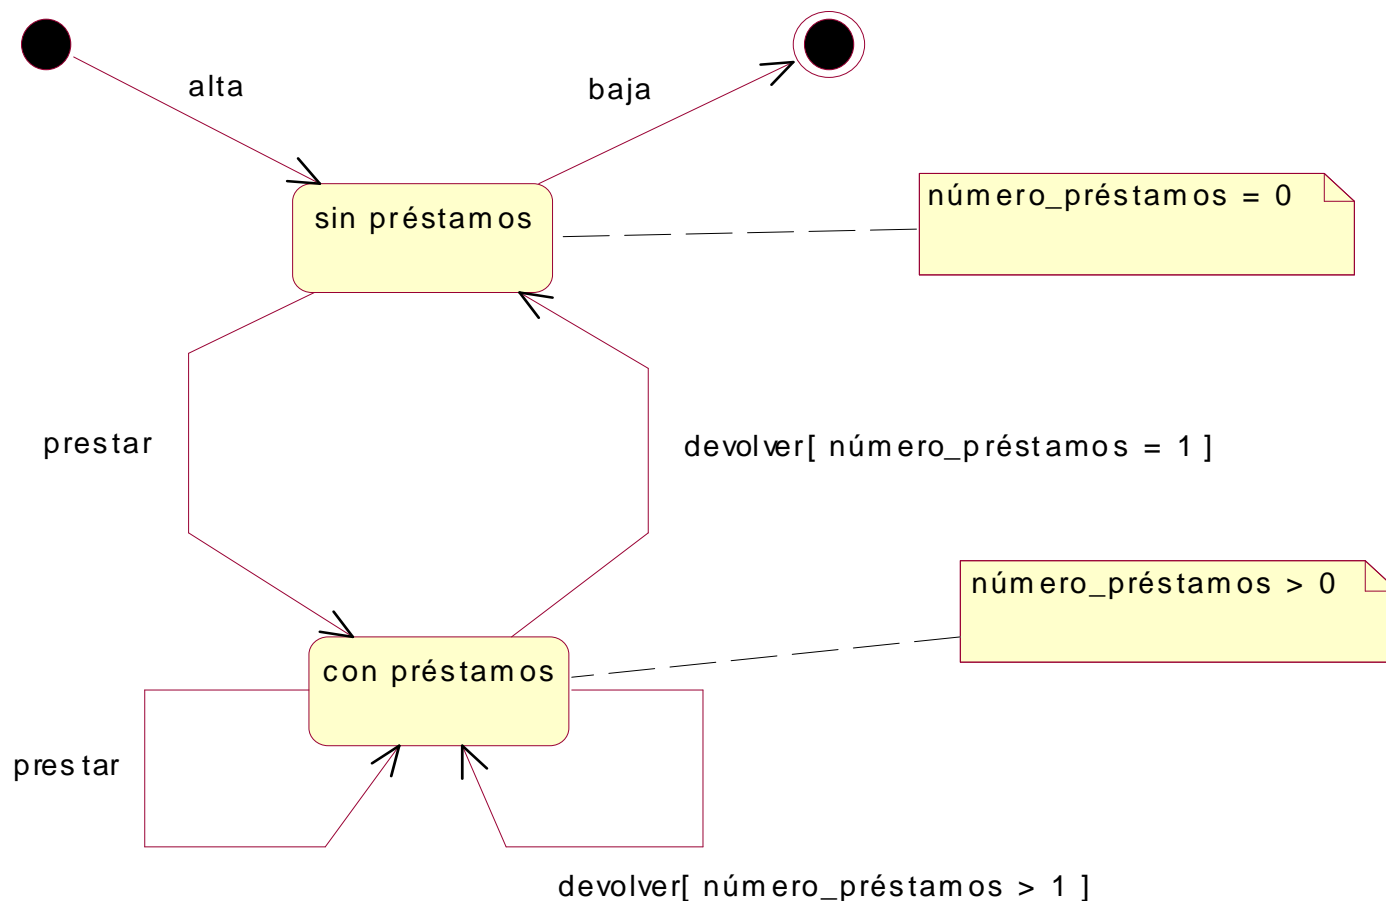 alta
baja
sin préstamos
número_préstamos = 0
prestar
devolver[ número_préstamos = 1 ]
número_préstamos > 0
con préstamos
prestar
devolver[ número_préstamos > 1 ]